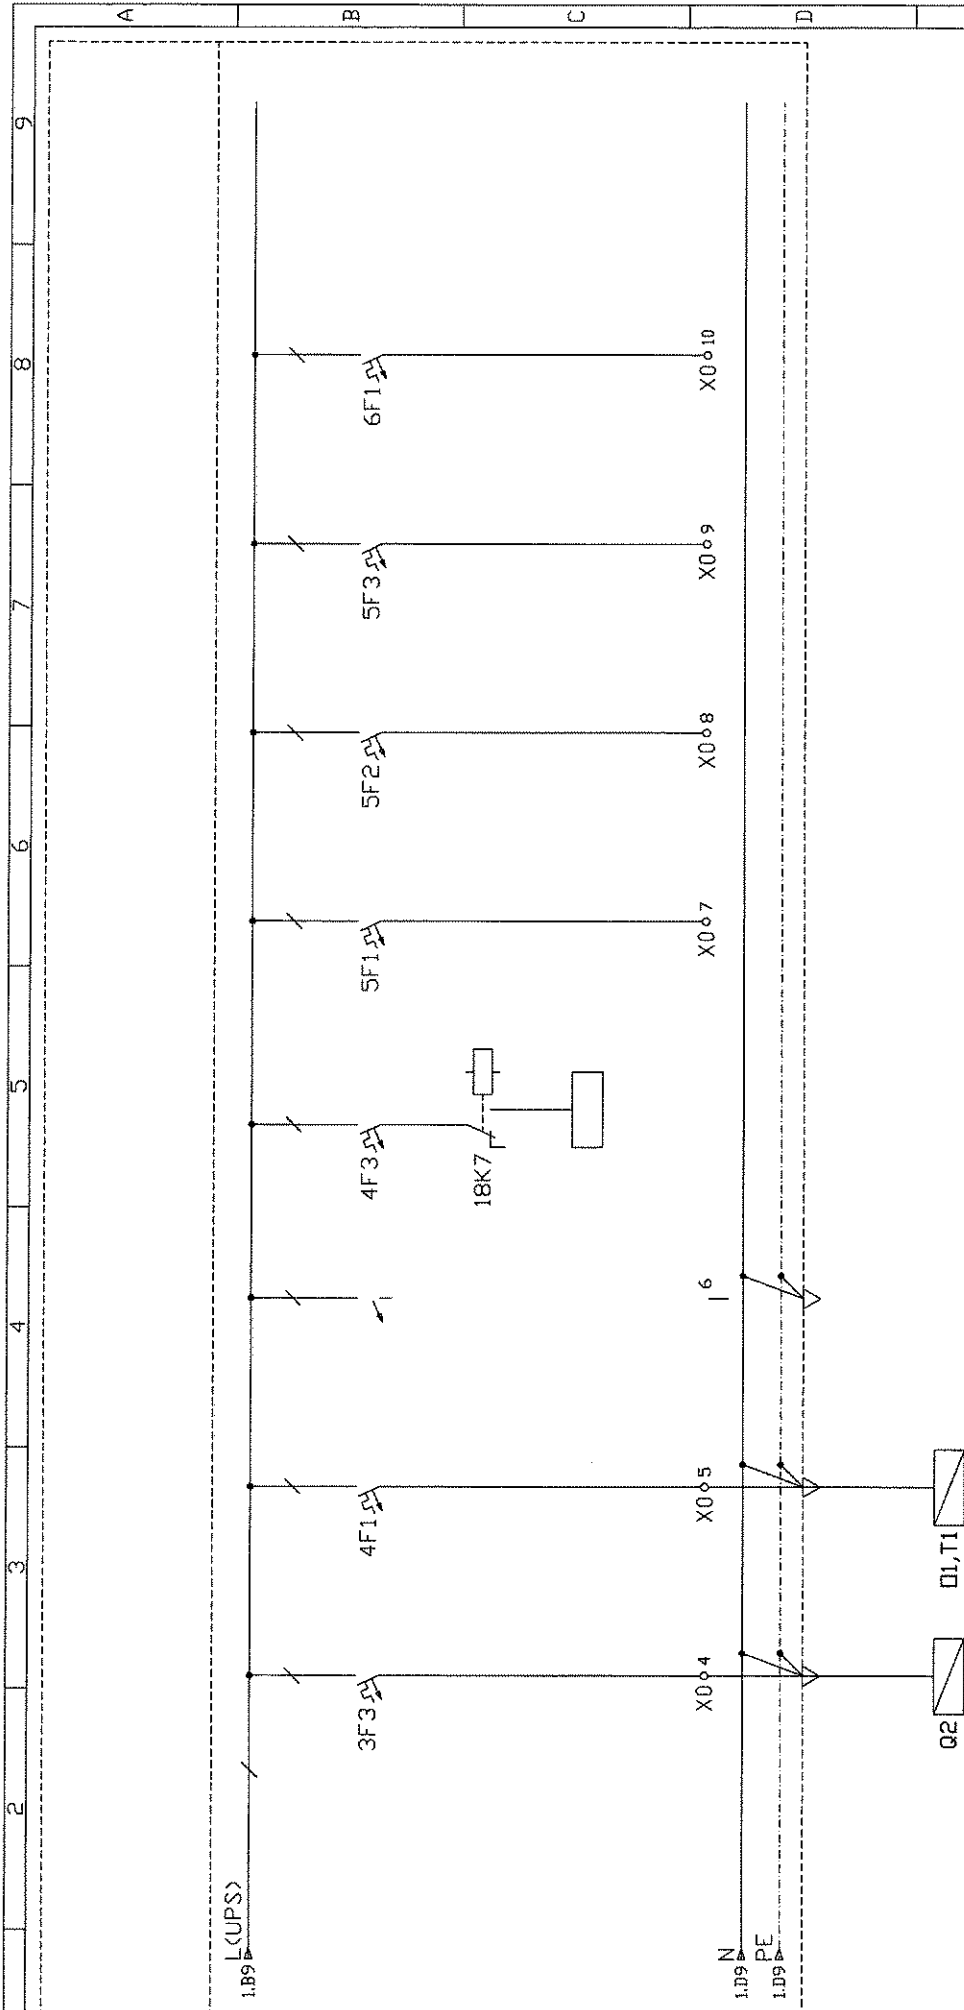 2 3 4 5 6 7 8 9
A
B
C
D
1.B9 L(UPS)
3F3
4F1
4F3
5F1
5F2
5F3
6F1
18K7
X0 4
X0 5
6
X0 7
X0 8
X0 9
X0 10
1.D9 N
1.D9 PE
Q2
Q1,T1